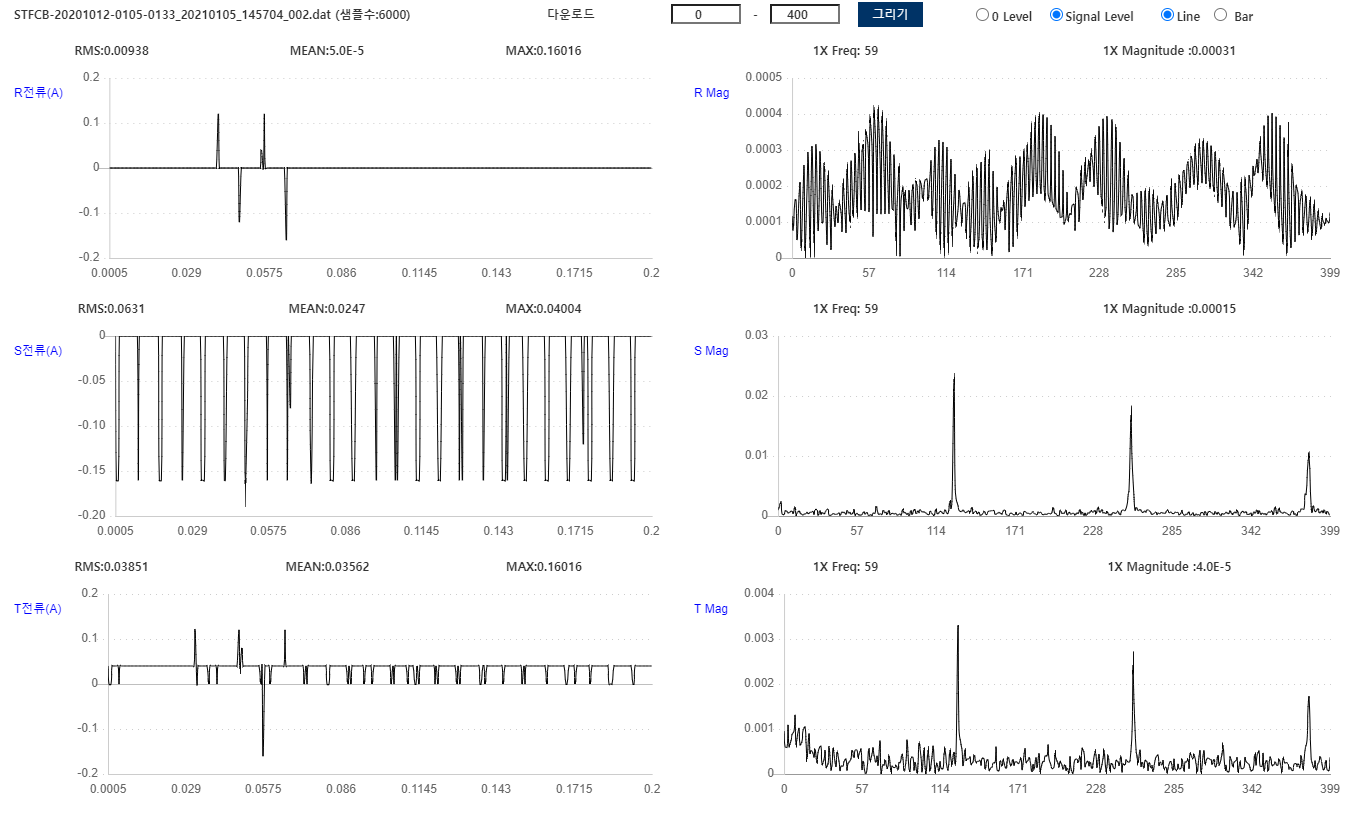 STFCB-20201012-0105-0133_20210105_145704_002.dat (샘플수:6000) 다운로드 0 - 400 그리기 0 Level Signal Level Line Bar
RMS:0.00938 MEAN:5.0E-5 MAX:0.16016 1X Freq: 59 1X Magnitude :0.00031
R전류(A)
0.2
0.1
0
-0.1
-0.2
0.0005 0.029 0.0575 0.086 0.1145 0.143 0.1715 0.2
R Mag
0.0005
0.0004
0.0003
0.0002
0.0001
0
0 57 114 171 228 285 342 399
RMS:0.0631 MEAN:0.0247 MAX:0.04004 1X Freq: 59 1X Magnitude :0.00015
S전류(A)
0
-0.05
-0.10
-0.15
-0.20
0.0005 0.029 0.0575 0.086 0.1145 0.143 0.1715 0.2
S Mag
0.03
0.02
0.01
0
0 57 114 171 228 285 342 399
RMS:0.03851 MEAN:0.03562 MAX:0.16016 1X Freq: 59 1X Magnitude :4.0E-5
T전류(A)
0.2
0.1
0
-0.1
-0.2
0.0005 0.029 0.0575 0.086 0.1145 0.143 0.1715 0.2
T Mag
0.004
0.003
0.002
0.001
0
0 57 114 171 228 285 342 399